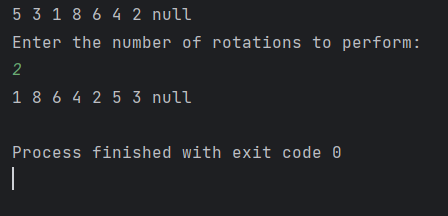 5 3 1 8 6 4 2 null
Enter the number of rotations to perform:
2
1 8 6 4 2 5 3 null
Process finished with exit code 0